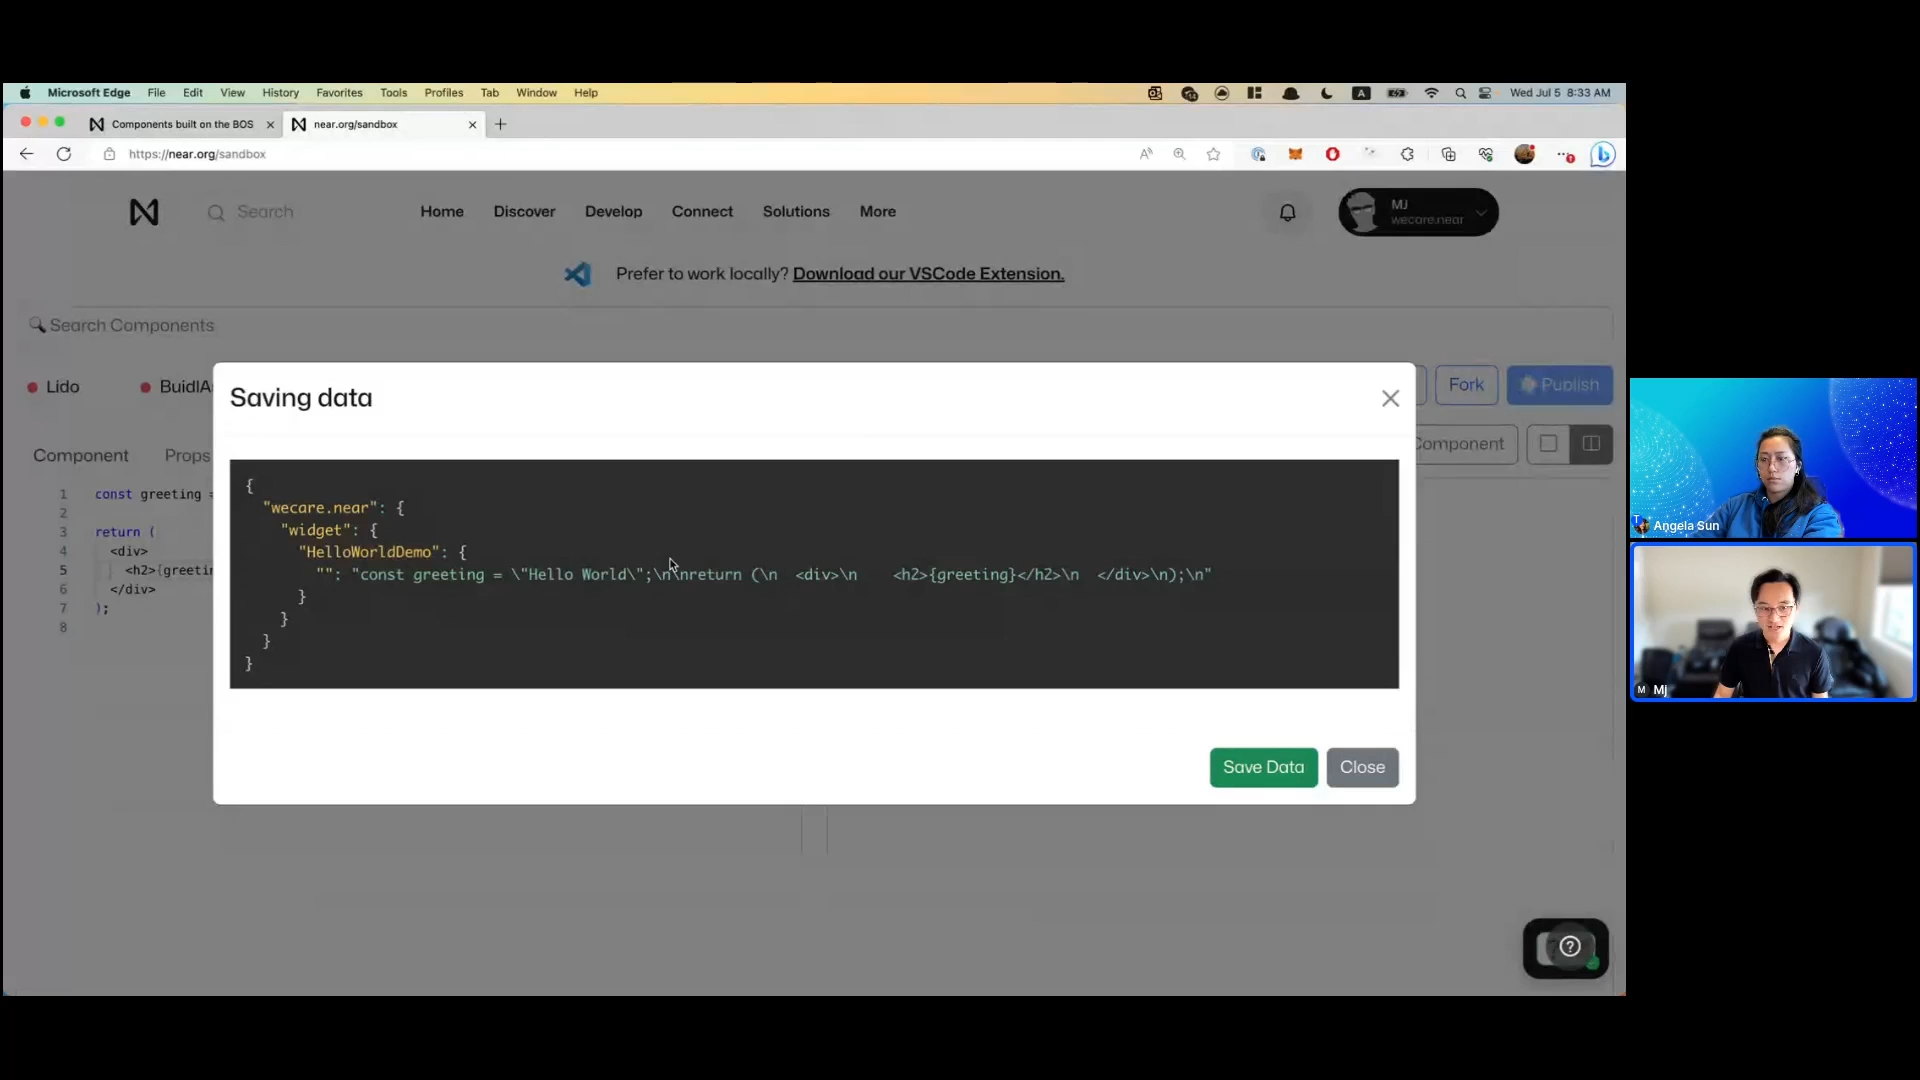 Microsoft Edge File Edit View History Favorites Tools Profiles Tab Window Help
A Wed Jul 5 8:33 AM
Components built on the BOS
near.org/sandbox
https://near.org/sandbox
Search
Home Discover Develop Connect Solutions More
MJ
wecare.near
Prefer to work locally? Download our VSCode Extension.
Search Components
Lido
BuidlA
Fork
Publish
Component
Props
Component
1 const greeting =
2
3 return (
4 <div>
5 <h2>{greetin
6 </div>
7 );
8
Saving data
{
"wecare.near": {
"widget": {
"HelloWorldDemo": {
"": "const greeting = \"Hello World\";\n\nreturn (\n  <div>\n    <h2>{greeting}</h2>\n  </div>\n);\n"
}
}
}
}
Save Data
Close
Angela Sun
M Mj